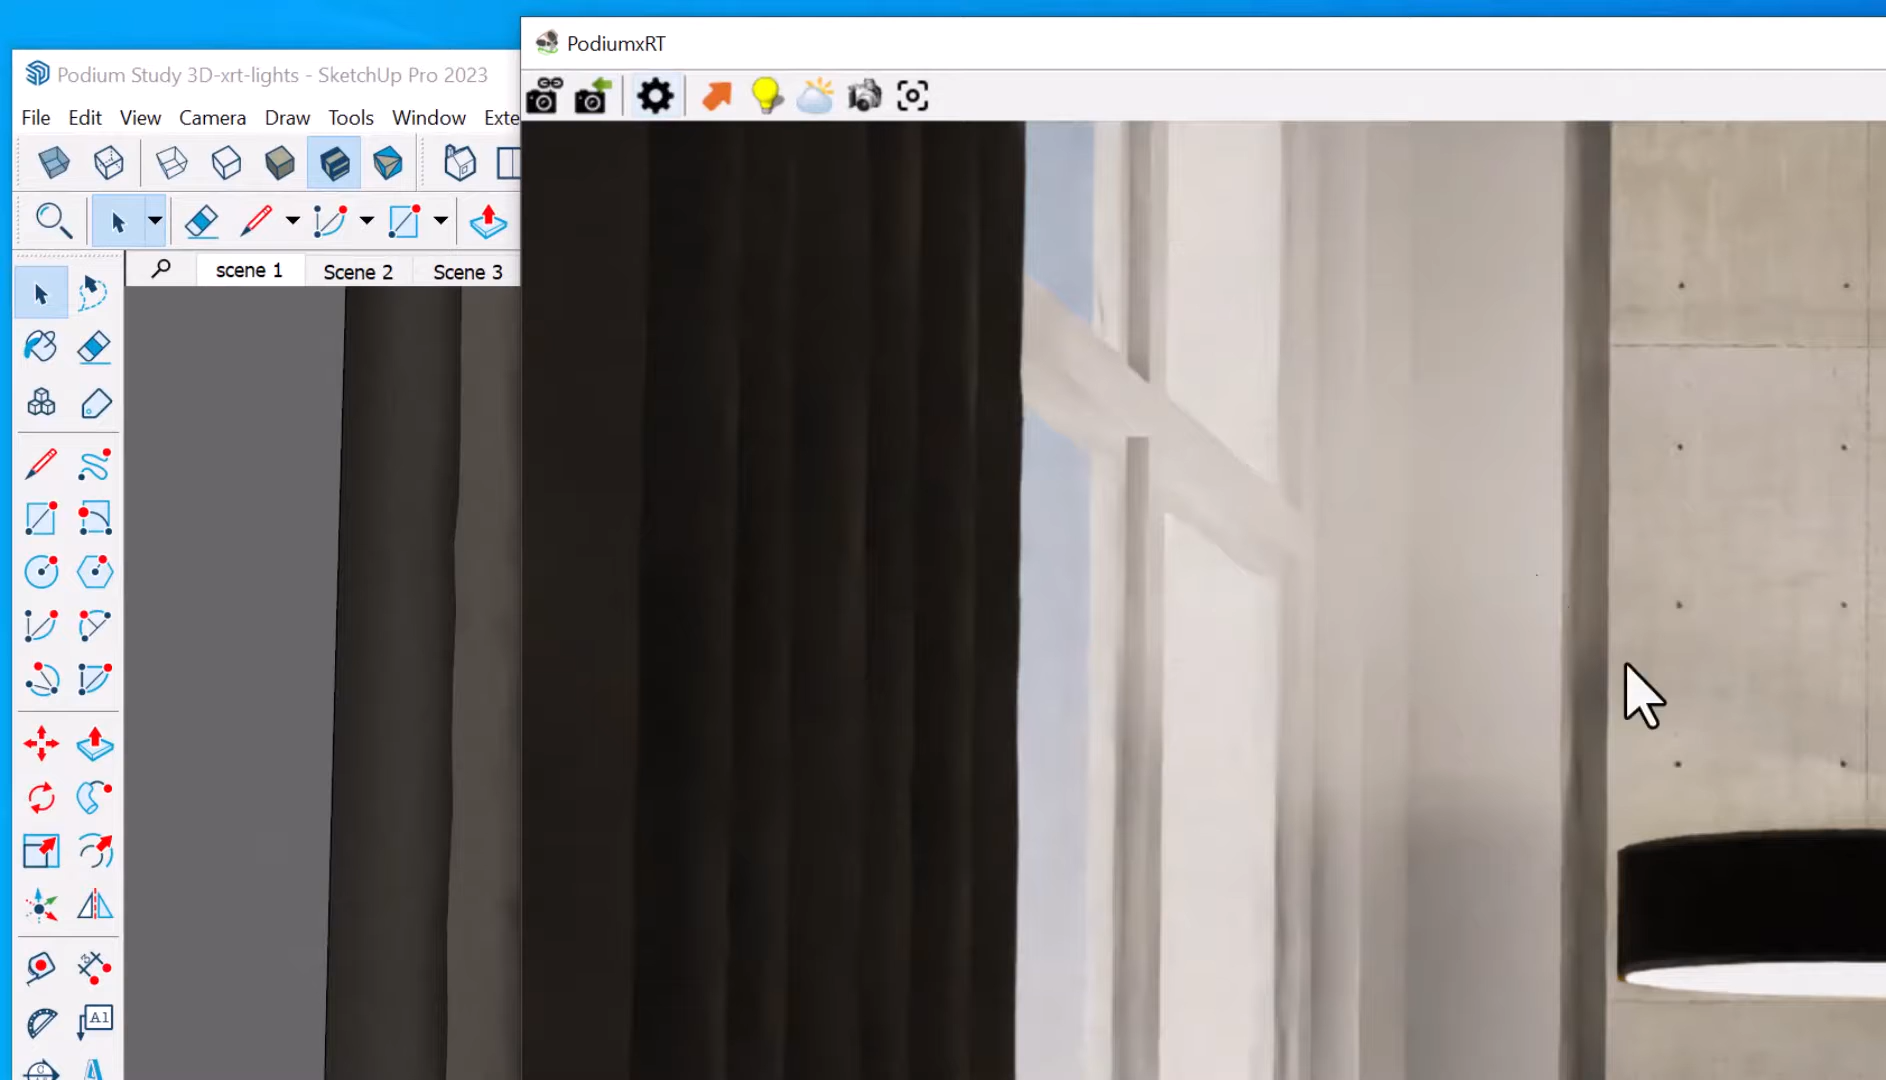 PodiumxRT
Podium Study 3D-xrt-lights - SketchUp Pro 2023
File Edit View Camera Draw Tools Window Exte
scene 1 Scene 2 Scene 3
3
A1
C